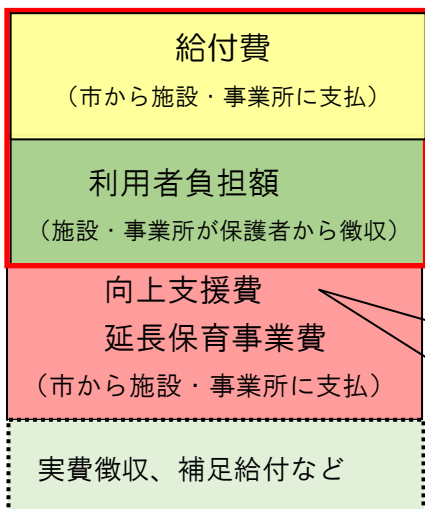 給付費
（市から施設・事業所に支払）
利用者負担額
（施設・事業所が保護者から徴収）
向上支援費
延長保育事業費
（市から施設・事業所に支払）
実費徴収、補足給付など